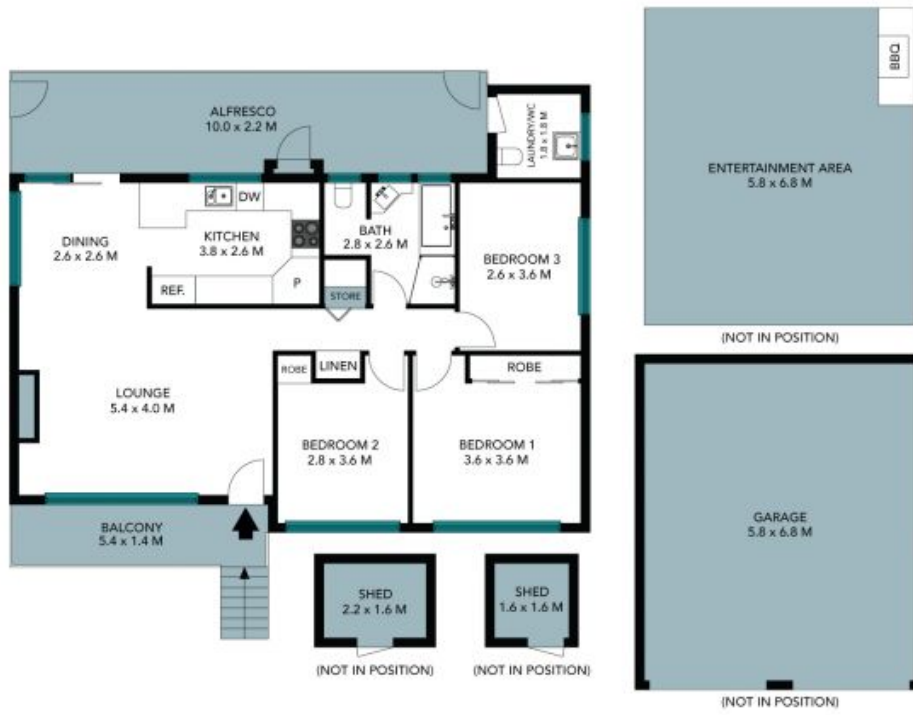 ALFRESCO
10.0 x 2.2 M
LAUNDRY/WC
1.8 x 1.8 M
BBQ
ENTERTAINMENT AREA
5.8 x 6.8 M
(NOT IN POSITION)
DINING
2.6 x 2.6 M
DW
KITCHEN
3.8 x 2.6 M
REF.
P
BATH
2.8 x 2.6 M
STORE
BEDROOM 3
2.6 x 3.6 M
LOUNGE
5.4 x 4.0 M
ROBE
LINEN
ROBE
BEDROOM 2
2.8 x 3.6 M
BEDROOM 1
3.6 x 3.6 M
BALCONY
5.4 x 1.4 M
SHED
2.2 x 1.6 M
(NOT IN POSITION)
SHED
1.6 x 1.6 M
(NOT IN POSITION)
GARAGE
5.8 x 6.8 M
(NOT IN POSITION)